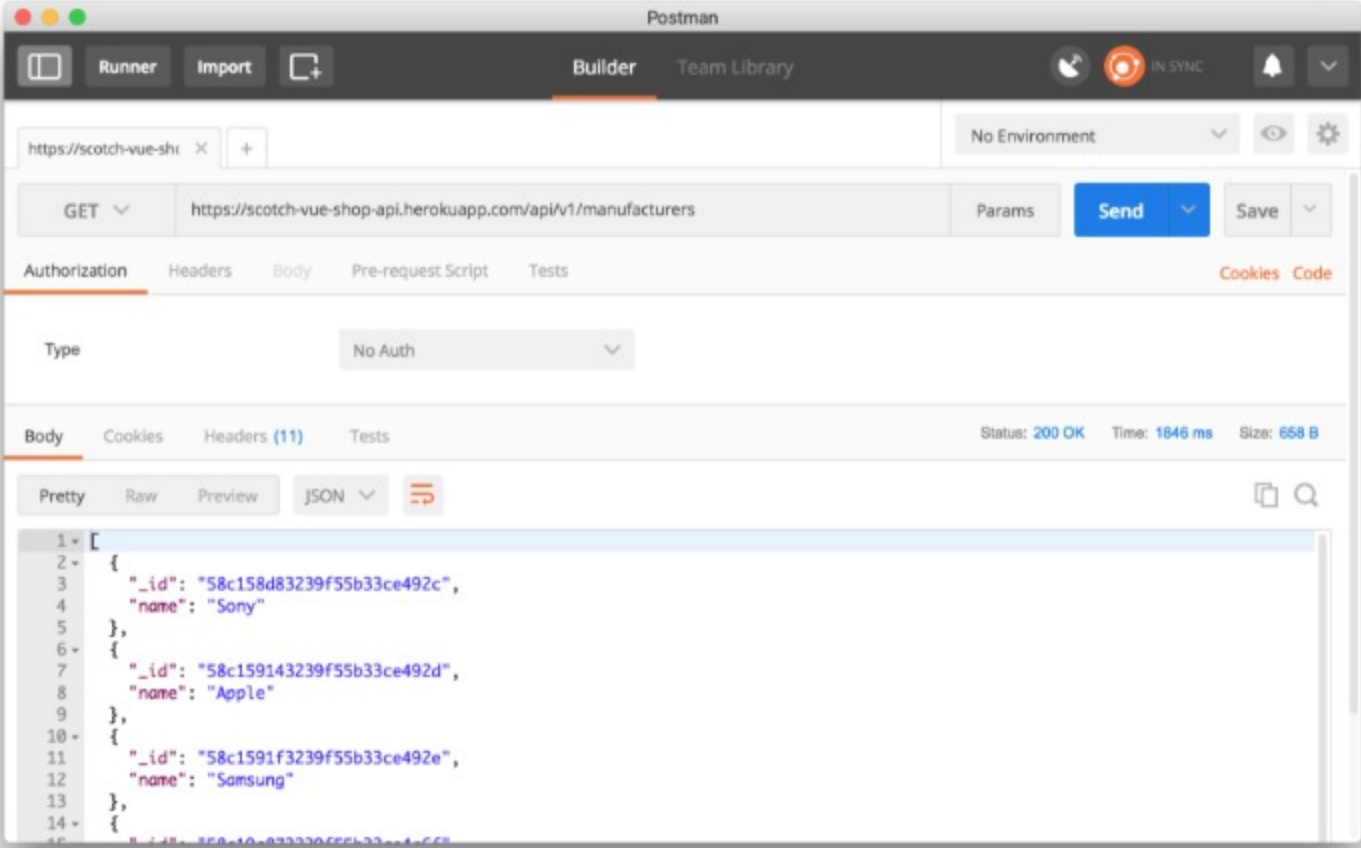 Postman
Runner Import Builder Team Library IN SYNC
https://scotch-vue-sh No Environment
GET https://scotch-vue-shop-api.herokuapp.com/api/v1/manufacturers Params Send Save
Authorization Headers Body Pre-request Script Tests Cookies Code
Type No Auth
Body Cookies Headers (11) Tests Status: 200 OK Time: 1846 ms Size: 658 B
Pretty Raw Preview JSON
1 [
2 {
3 "_id": "58c158d83239f55b33ce492c",
4 "name": "Sony"
5 },
6 {
7 "_id": "58c159143239f55b33ce492d",
8 "name": "Apple"
9 },
10 {
11 "_id": "58c1591f3239f55b33ce492e",
12 "name": "Samsung"
13 },
14 {